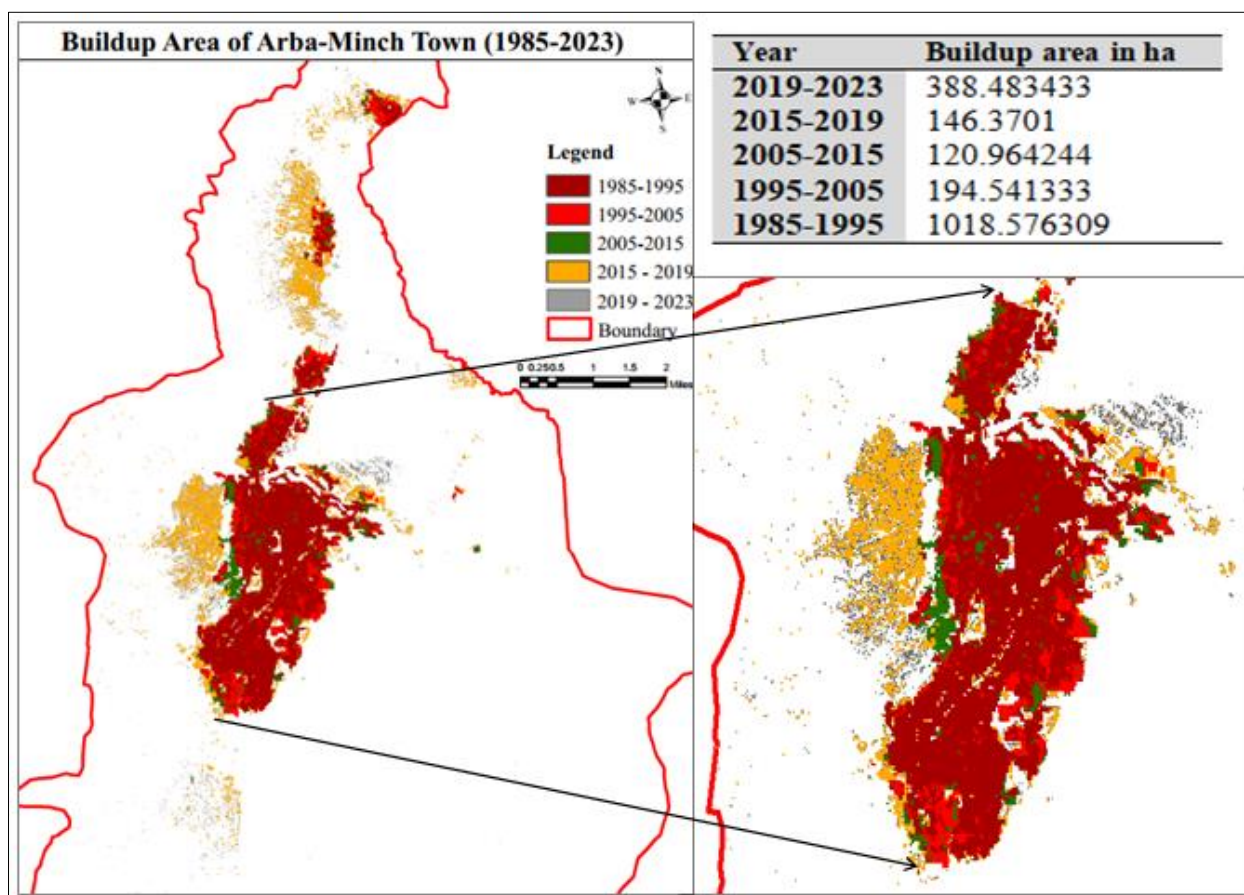 Buildup Area of Arba-Minch Town (1985-2023)
N
W E
S
Legend
1985-1995
1995-2005
2005-2015
2015 - 2019
2019 - 2023
Boundary
0 0.250.5 1 1.5 2
Miles
Year Buildup area in ha
2019-2023 388.483433
2015-2019 146.3701
2005-2015 120.964244
1995-2005 194.541333
1985-1995 1018.576309